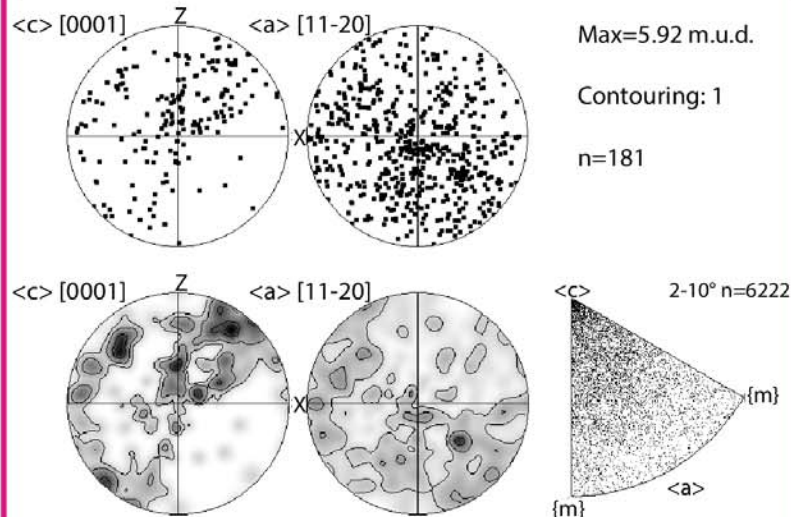 <c> [0001]
Z
<a> [11-20]
X
Max=5.92 m.u.d.
Contouring: 1
n=181
<c> [0001]
Z
<a> [11-20]
X
<c>
2-10° n=6222
{m}
<a>
{m}